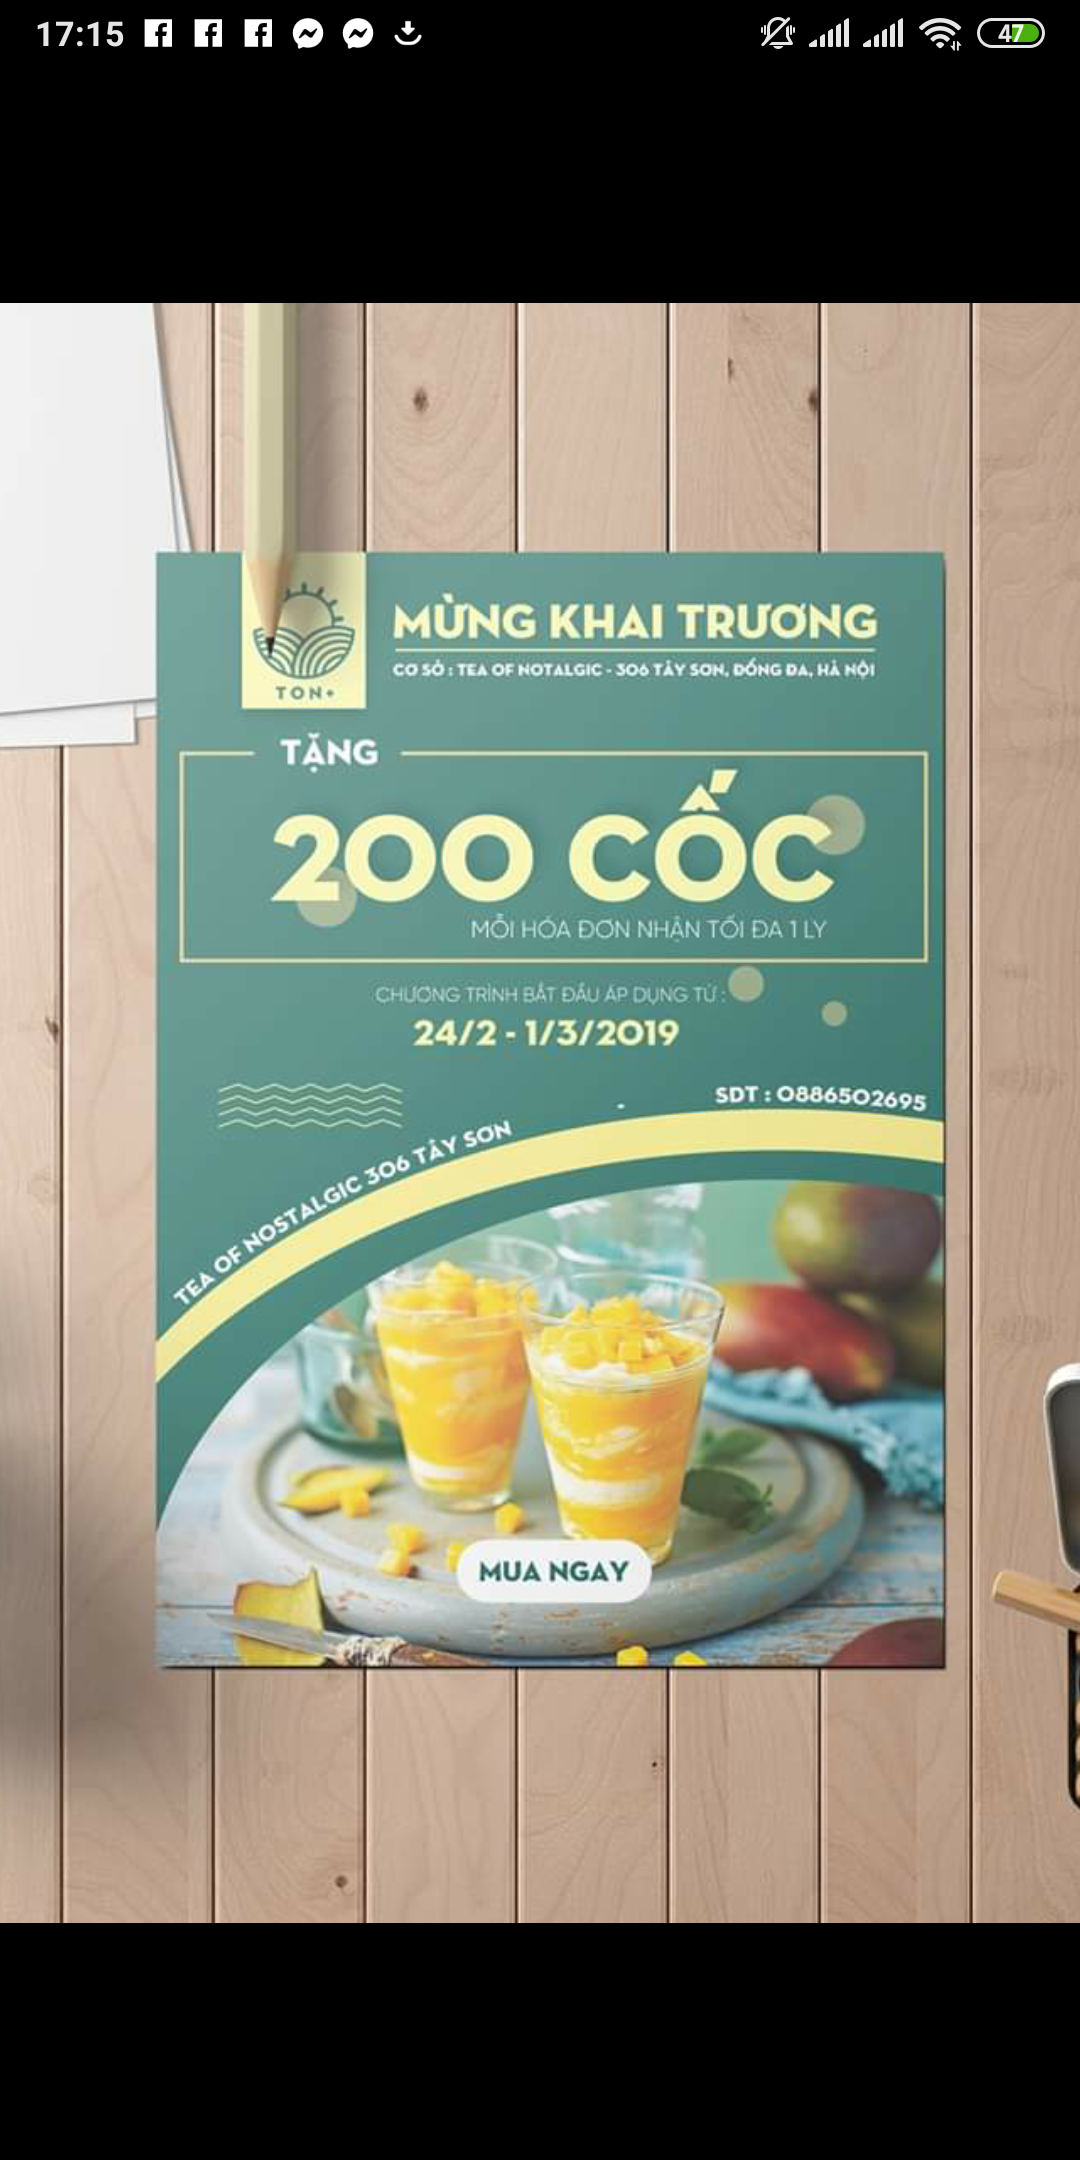 17:15
47
TON+
MỪNG KHAI TRƯƠNG
CƠ SỞ : TEA OF NOTALGIC - 306 TÂY SƠN, ĐỐNG ĐA, HÀ NỘI
TẶNG
200 CỐC
MỖI HÓA ĐƠN NHẬN TỐI ĐA 1 LY
CHƯƠNG TRÌNH BẮT ĐẦU ÁP DỤNG TỪ :
24/2 - 1/3/2019
TEA OF NOSTALGIC 306 TÂY SƠN - SDT : 0886502695
MUA NGAY